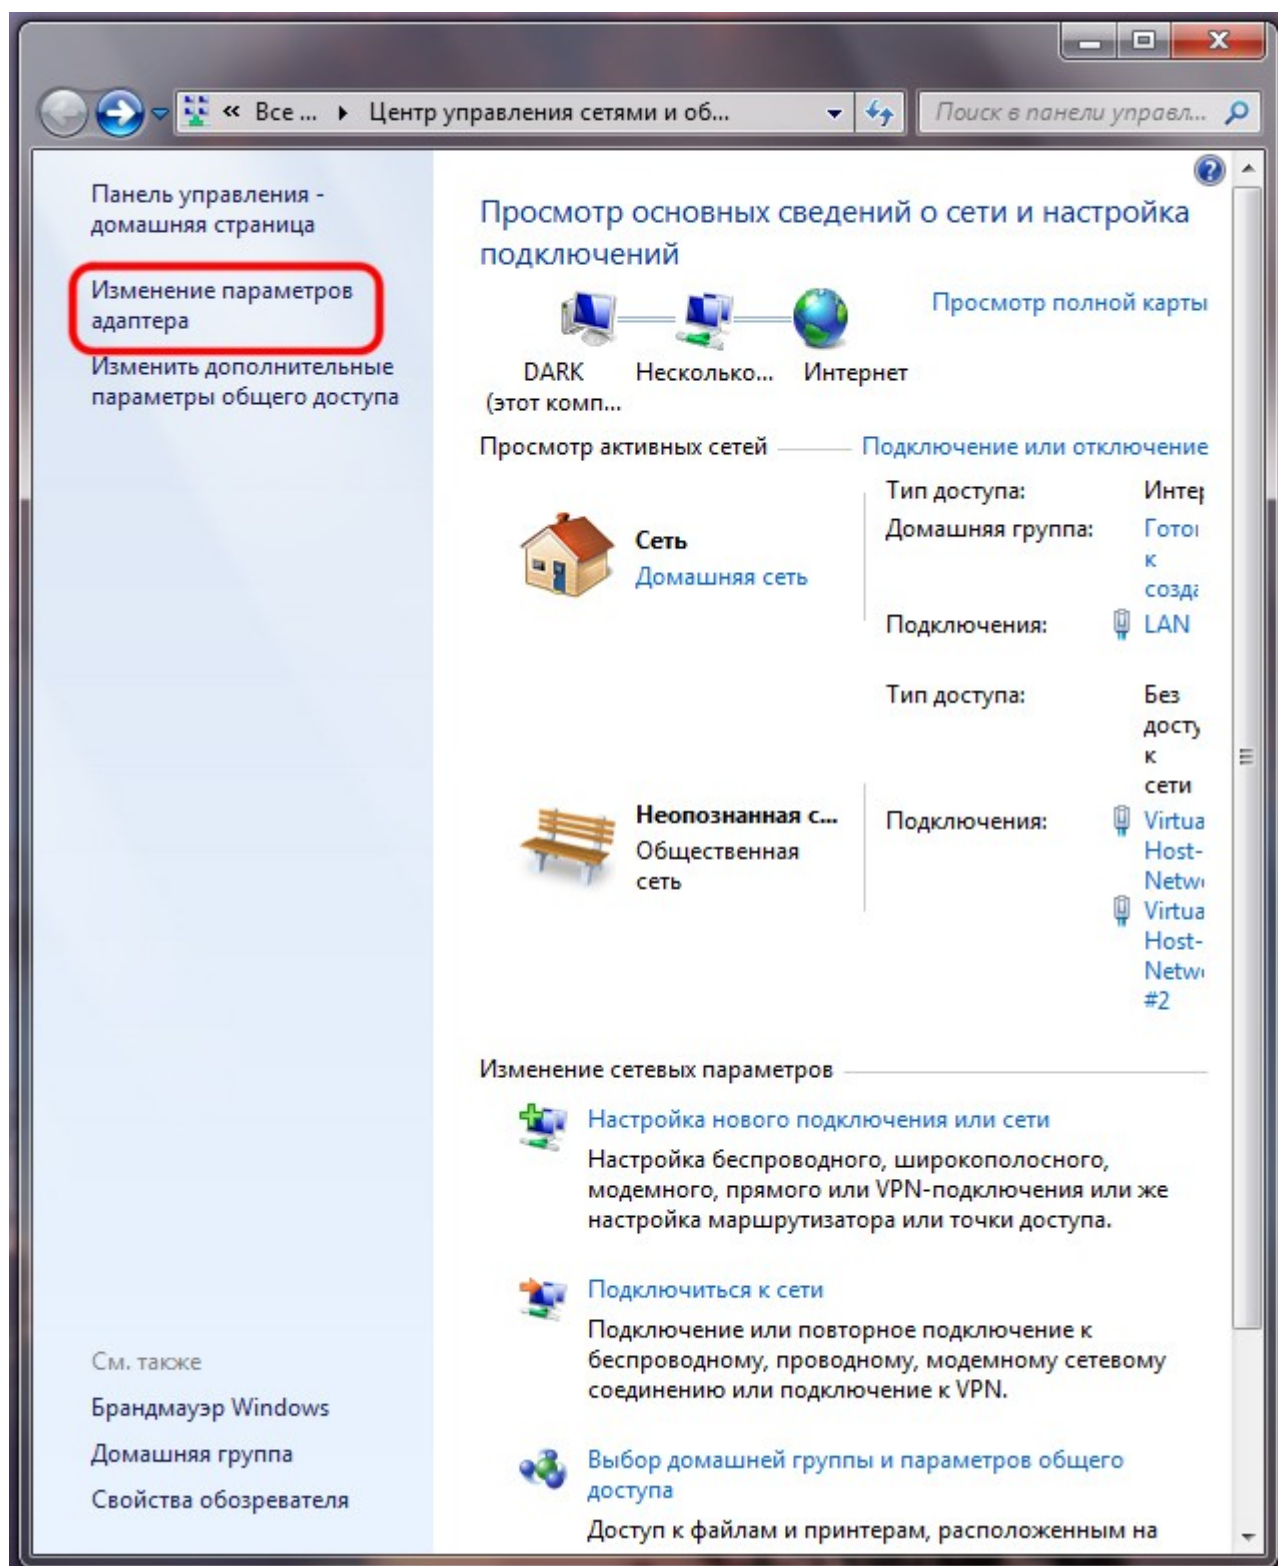 « Все ... ▸ Центр управления сетями и об...
Поиск в панели управл...
Панель управления -
домашняя страница
Изменение параметров
адаптера
Изменить дополнительные
параметры общего доступа
См. также
Брандмауэр Windows
Домашняя группа
Свойства обозревателя
Просмотр основных сведений о сети и настройка
подключений
Просмотр полной карты
DARK
(этот комп...
Несколько...
Интернет
Просмотр активных сетей
Подключение или отключение
Сеть
Домашняя сеть
Тип доступа:
Домашняя группа:
к
Подключения:
LAN
Неопознанная с...
Общественная
сеть
Тип доступа:
Без
к
сети
Подключения:
Virtua
Host-
Netw
Virtua
Host-
Netw
#2
Изменение сетевых параметров
Настройка нового подключения или сети
Настройка беспроводного, широкополосного,
модемного, прямого или VPN-подключения или же
настройка маршрутизатора или точки доступа.
Подключиться к сети
Подключение или повторное подключение к
беспроводному, проводному, модемному сетевому
соединению или подключение к VPN.
Выбор домашней группы и параметров общего
доступа
Доступ к файлам и принтерам, расположенным на